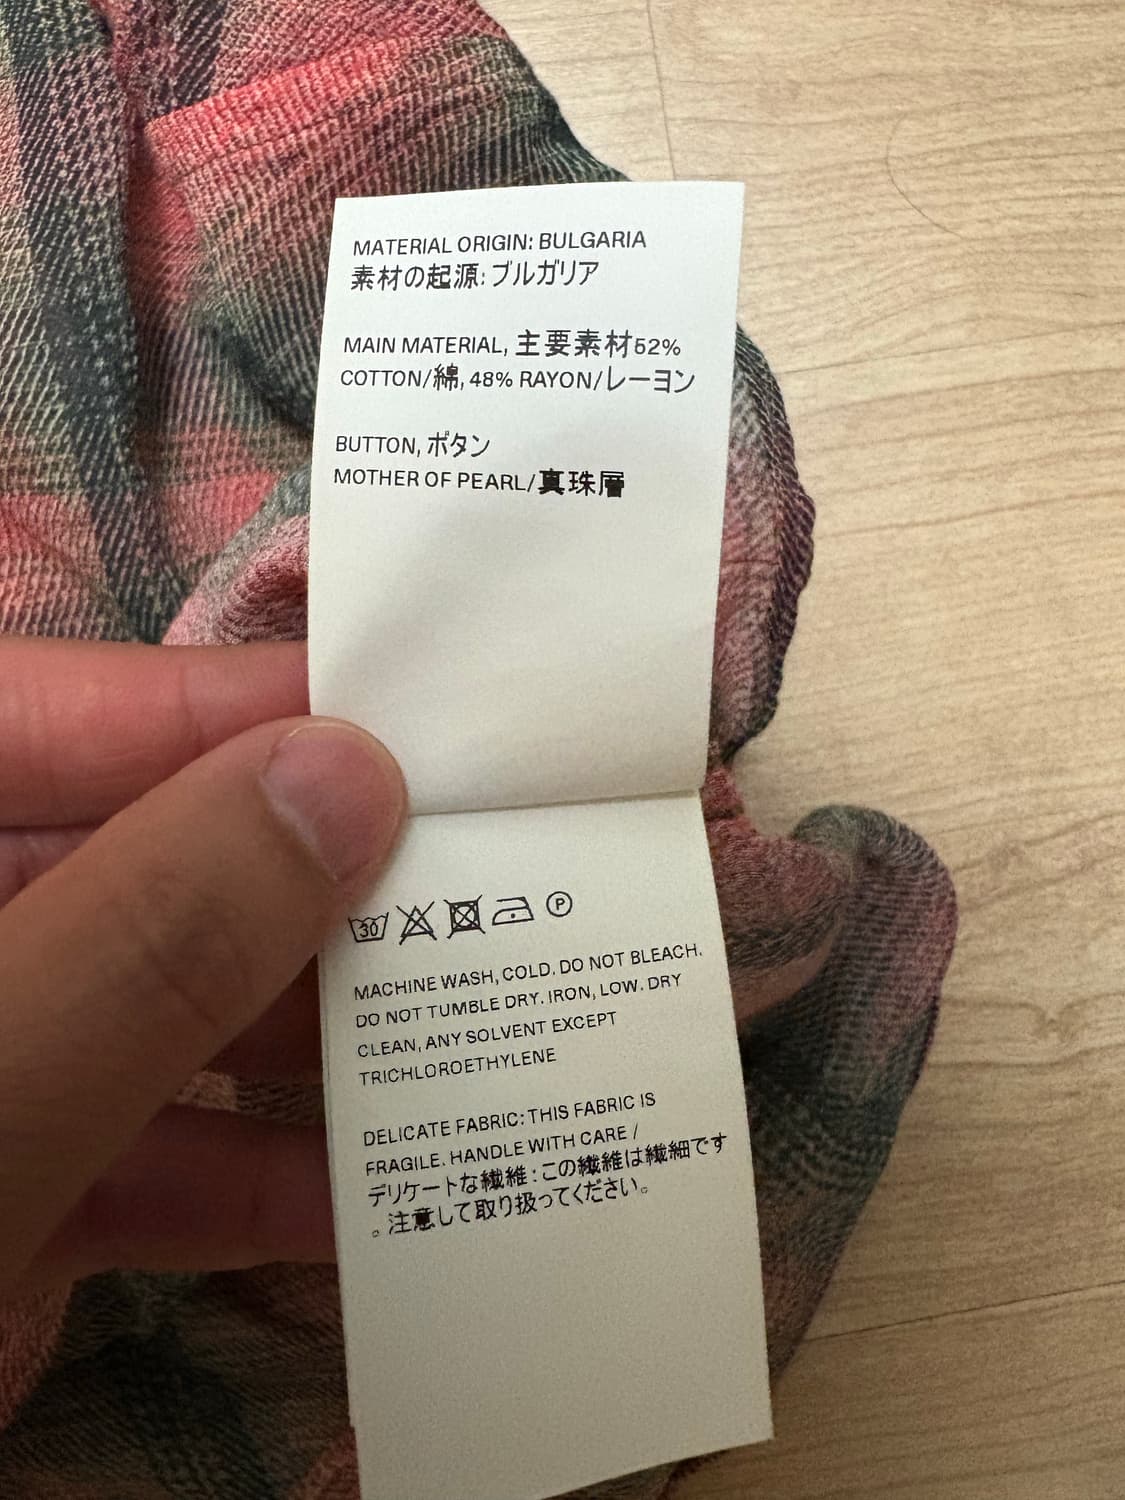 MATERIAL ORIGIN: BULGARIA
素材の起源: ブルガリア
MAIN MATERIAL, 主要素材52%
COTTON/綿, 48% RAYON/レーヨン
BUTTON, ボタン
MOTHER OF PEARL/真珠層
30 P
MACHINE WASH, COLD. DO NOT BLEACH.
DO NOT TUMBLE DRY. IRON, LOW. DRY
CLEAN, ANY SOLVENT EXCEPT
TRICHLOROETHYLENE
DELICATE FABRIC: THIS FABRIC IS
FRAGILE. HANDLE WITH CARE /
デリケートな繊維: この繊維は繊細です
。注意して取り扱ってください。